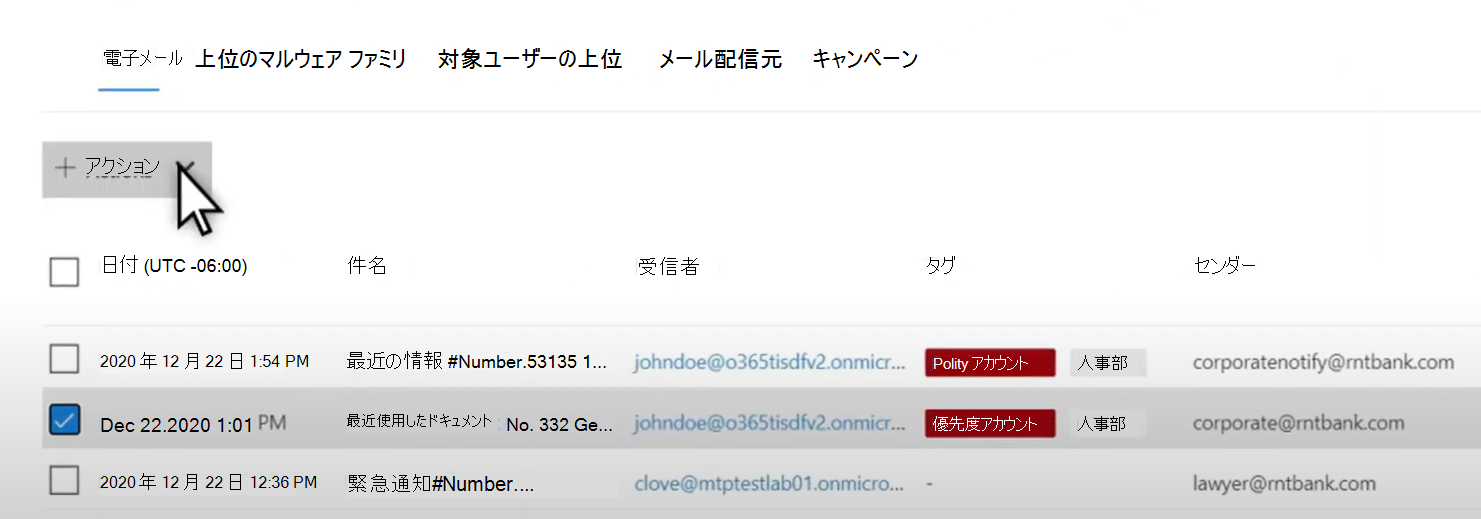 電子メール 上位のマルウェア ファミリ 対象ユーザーの上位 メール配信元 キャンペーン
アクション
日付 (UTC -06:00) 件名 受信者 タグ センダー
2020 年 12 月 22 日 1:54 PM 最近の情報 #Number.53135 1... johndoe@o365tisdfv2.onmicr... Polity アカウント 人事部 corporatenotify@rntbank.com
Dec 22.2020 1:01 PM 最近使用したドキュメント : No. 332 Ge... johndoe@o365tisdfv2.onmicr... 優先度アカウント 人事部 corporate@rntbank.com
2020 年 12 月 22 日 12:36 PM 緊急通知#Number.... clove@mtptestlab01.onmicro... - lawyer@rntbank.com